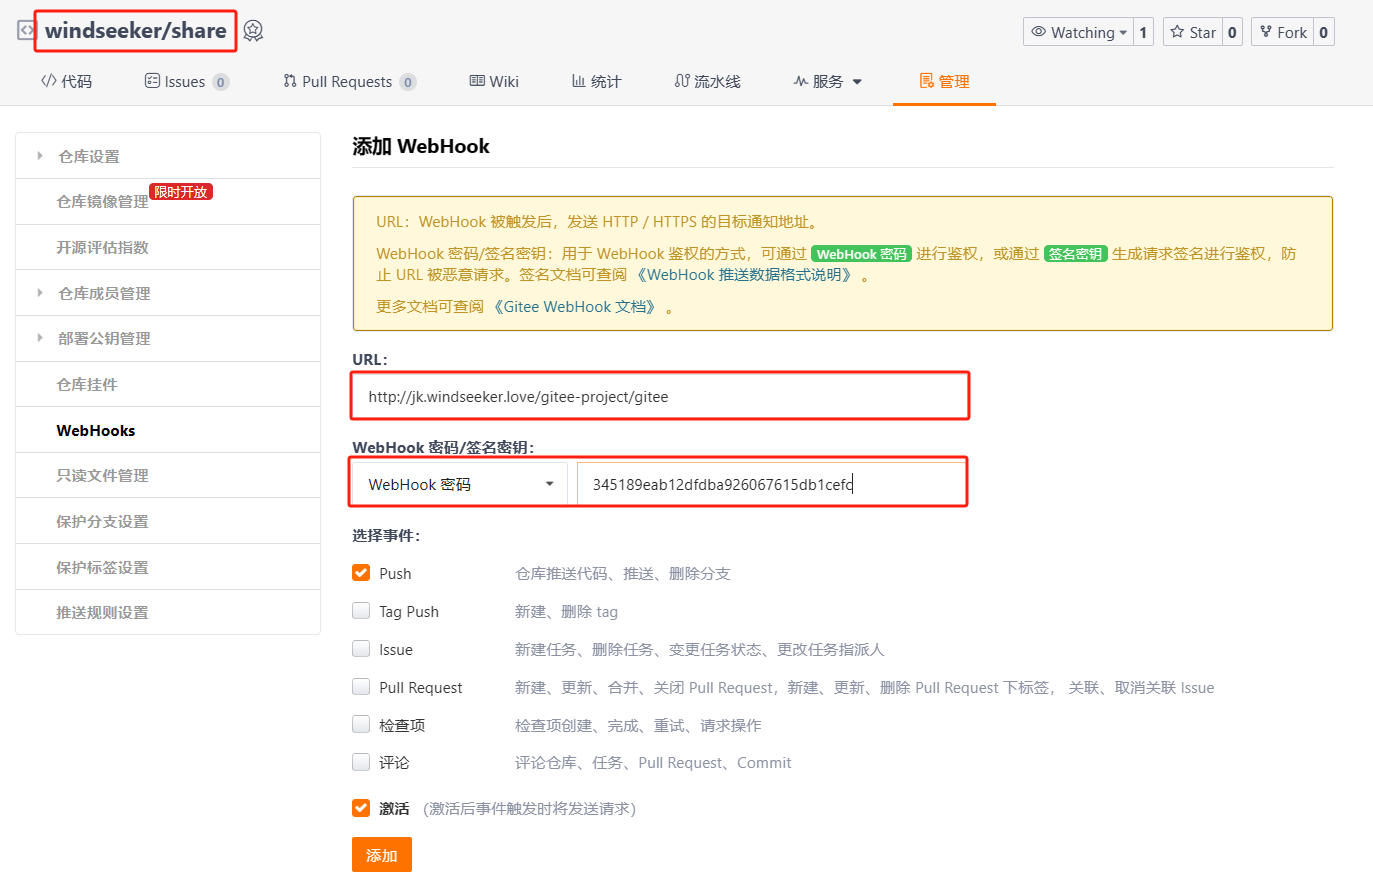 windseeker/share
Watching 1 Star 0 Fork 0
代码 Issues 0 Pull Requests 0 Wiki 统计 流水线 服务 管理
仓库设置
仓库镜像管理 限时开放
开源评估指数
仓库成员管理
部署公钥管理
仓库挂件
WebHooks
只读文件管理
保护分支设置
保护标签设置
推送规则设置
添加 WebHook
URL：WebHook 被触发后，发送 HTTP / HTTPS 的目标通知地址。
WebHook 密码/签名密钥：用于 WebHook 鉴权的方式，可通过 WebHook 密码 进行鉴权，或通过 签名密钥 生成请求签名进行鉴权，防
止 URL 被恶意请求。签名文档可查阅 《WebHook 推送数据格式说明》 。
更多文档可查阅 《Gitee WebHook 文档》 。
URL：
http://jk.windseeker.love/gitee-project/gitee
WebHook 密码/签名密钥：
WebHook 密码 345189eab12dfdba926067615db1cefc
选择事件：
Push 仓库推送代码、推送、删除分支
Tag Push 新建、删除 tag
Issue 新建任务、删除任务、变更任务状态、更改任务指派人
Pull Request 新建、更新、合并、关闭 Pull Request，新建、更新、删除 Pull Request 下标签， 关联、取消关联 Issue
检查项 检查项创建、完成、重试、请求操作
评论 评论仓库、任务、Pull Request、Commit
激活 （激活后事件触发时将发送请求）
添加